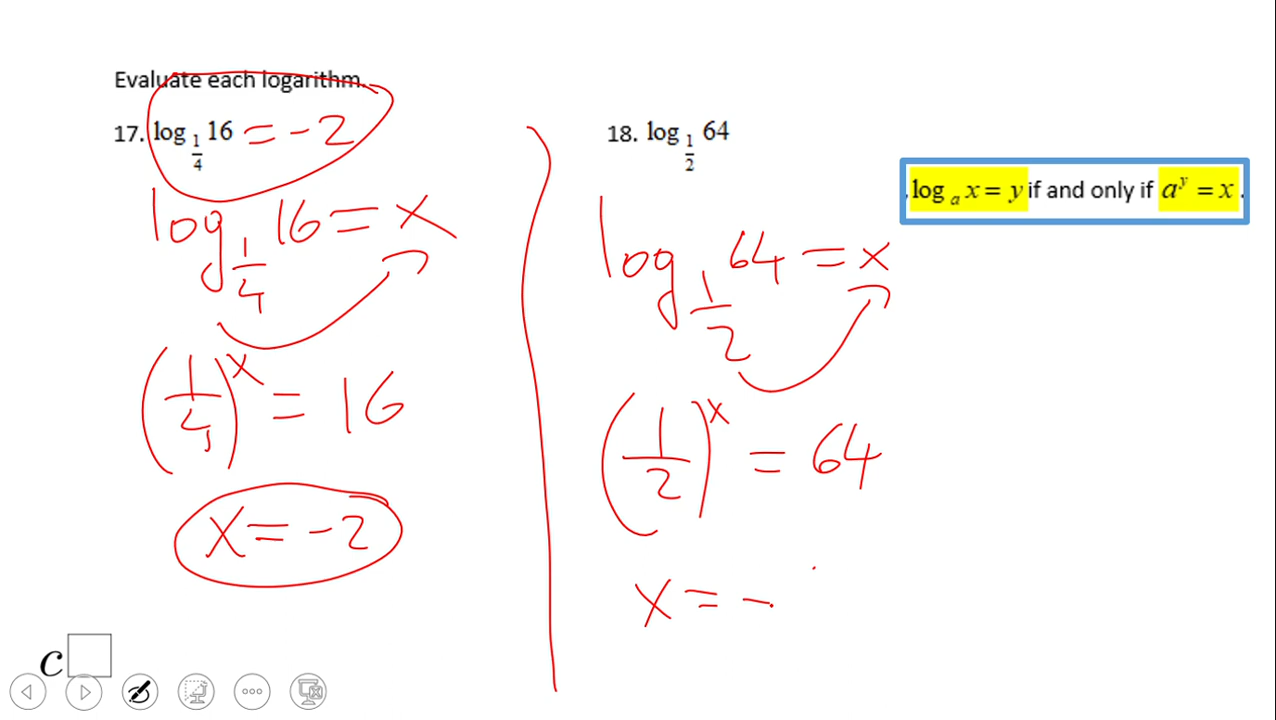 Evaluate each logarithm.
17. log 1/4 16 = -2
log 1/4 16 = x
(1/4)^x = 16
x = -2
18. log 1/2 64
log 1/2 64 = x
(1/2)^x = 64
x = -
log a x = y if and only if a^y = x.
c